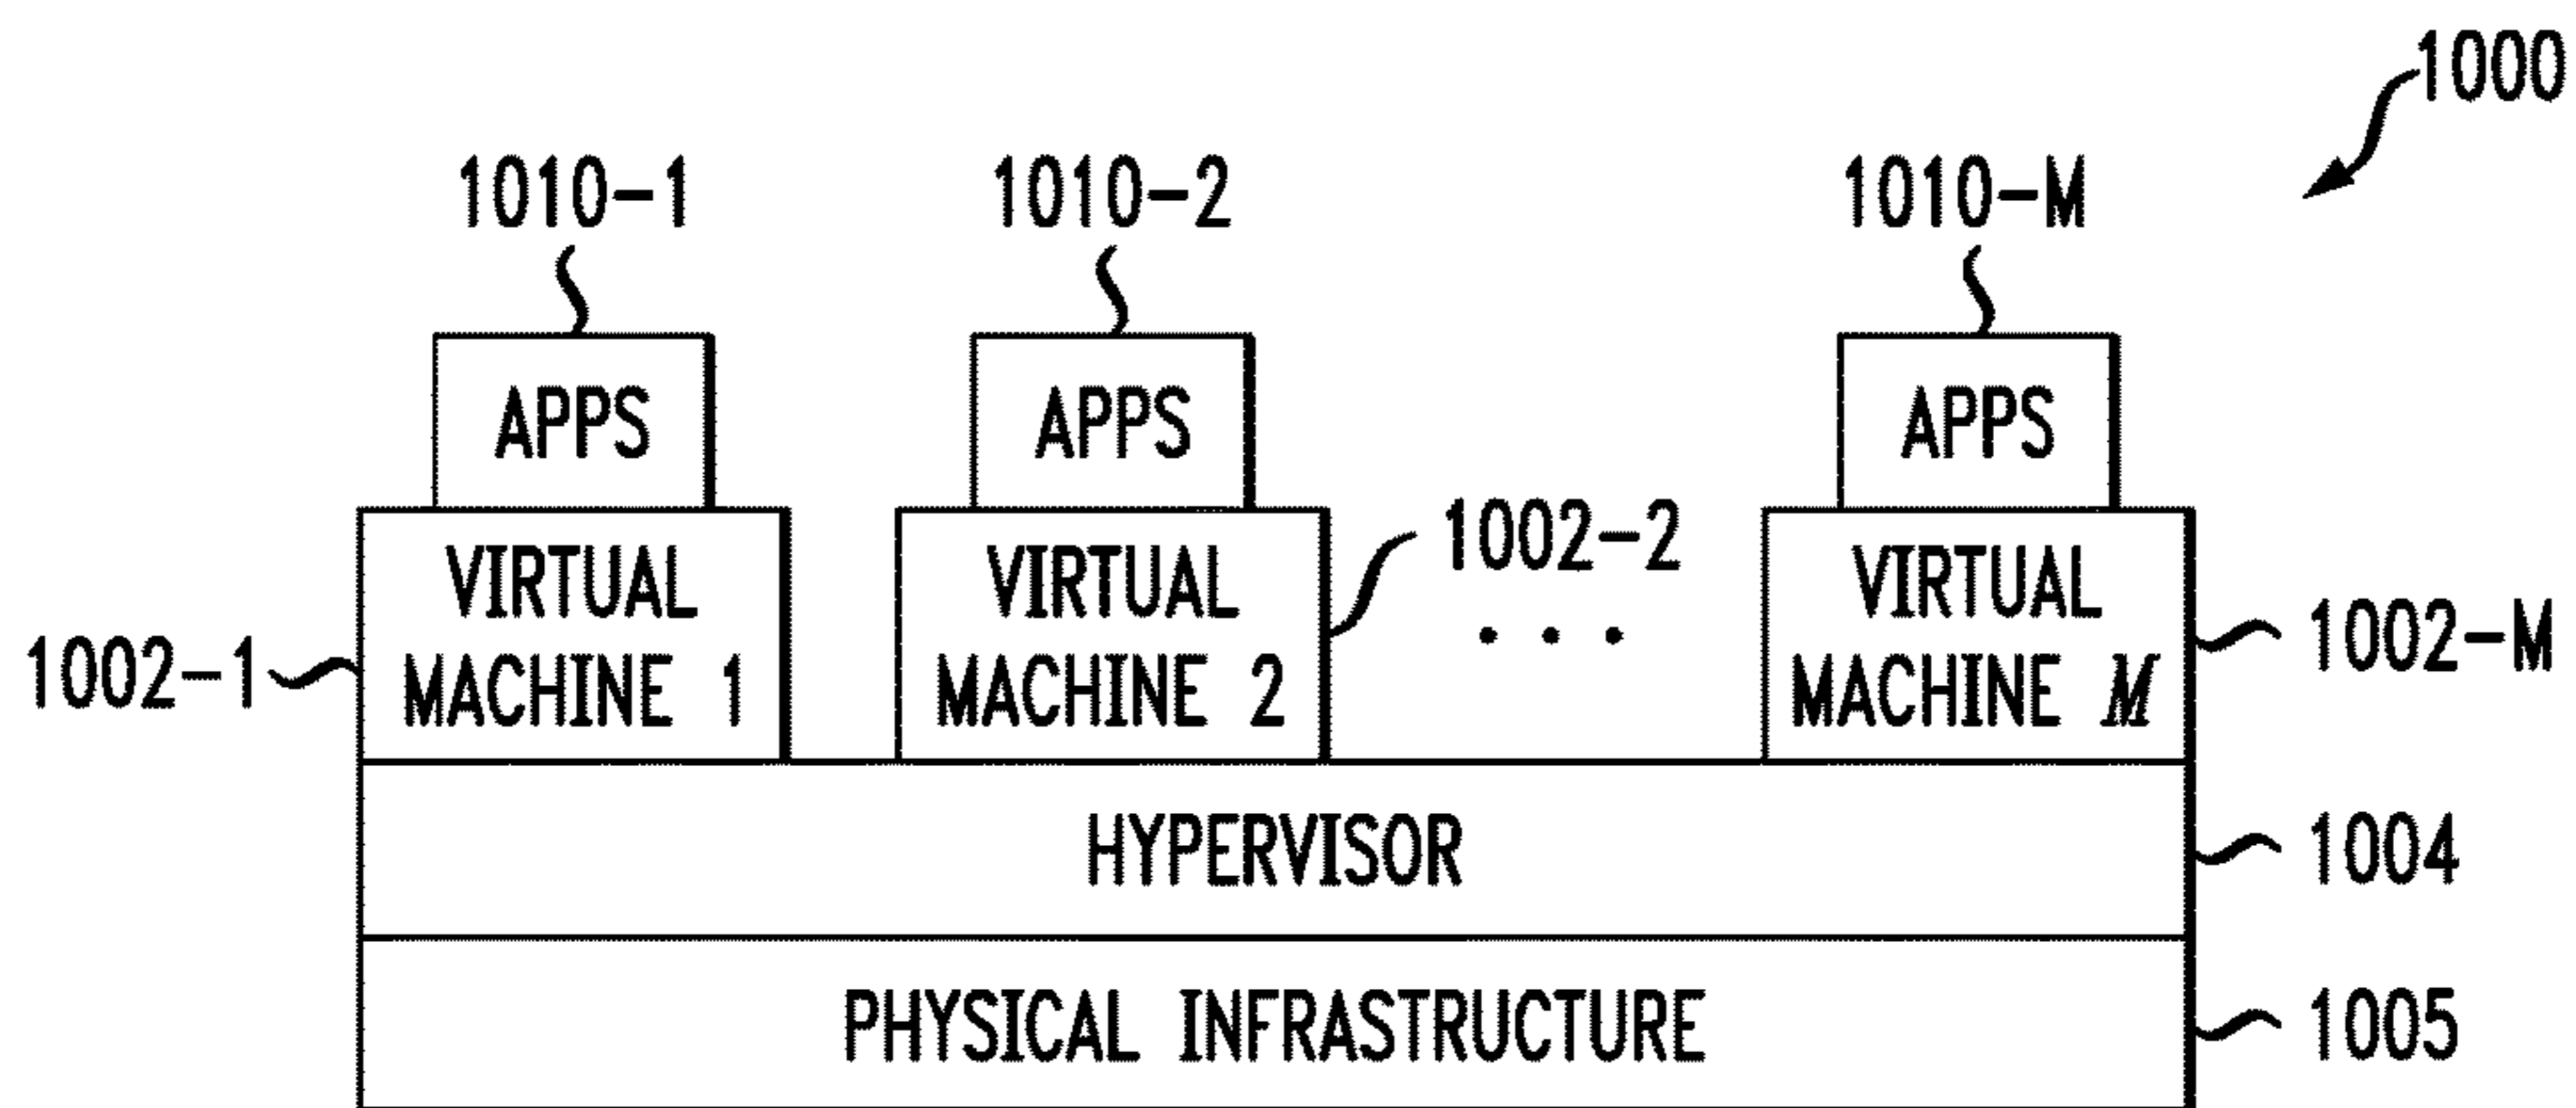 1000
1010-1
1010-2
1010-M
APPS
APPS
APPS
1002-1
VIRTUAL
MACHINE 1
VIRTUAL
MACHINE 2
1002-2
. . .
VIRTUAL
MACHINE M
1002-M
HYPERVISOR
1004
PHYSICAL INFRASTRUCTURE
1005